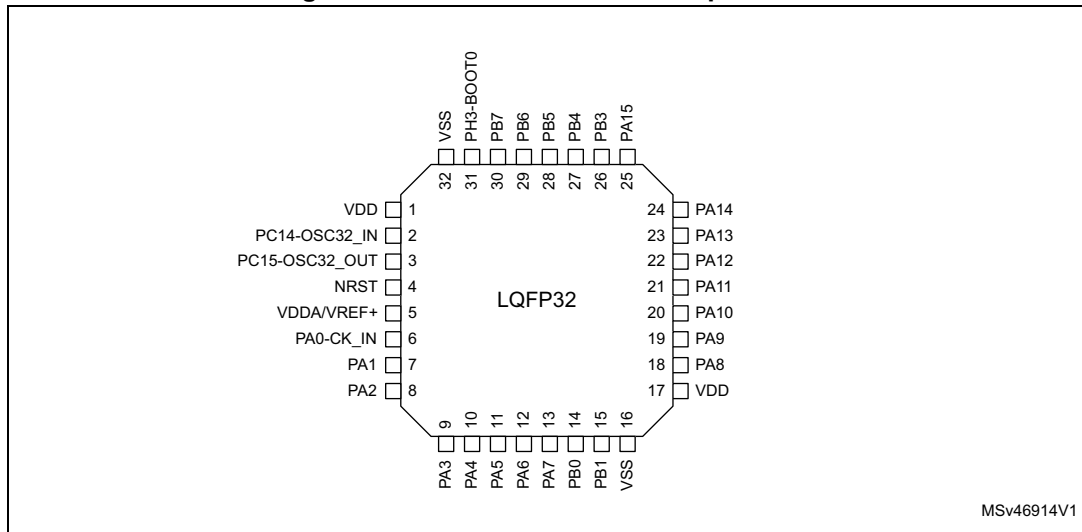 VSS
PH3-BOOT0
PB7
PB6
PB5
PB4
PB3
PA15
32
31
30
29
28
27
26
25
VDD 1
PC14-OSC32_IN 2
PC15-OSC32_OUT 3
NRST 4
VDDA/VREF+ 5
PA0-CK_IN 6
PA1 7
PA2 8
LQFP32
24 PA14
23 PA13
22 PA12
21 PA11
20 PA10
19 PA9
18 PA8
17 VDD
9
10
11
12
13
14
15
16
PA3
PA4
PA5
PA6
PA7
PB0
PB1
VSS
MSv46914V1